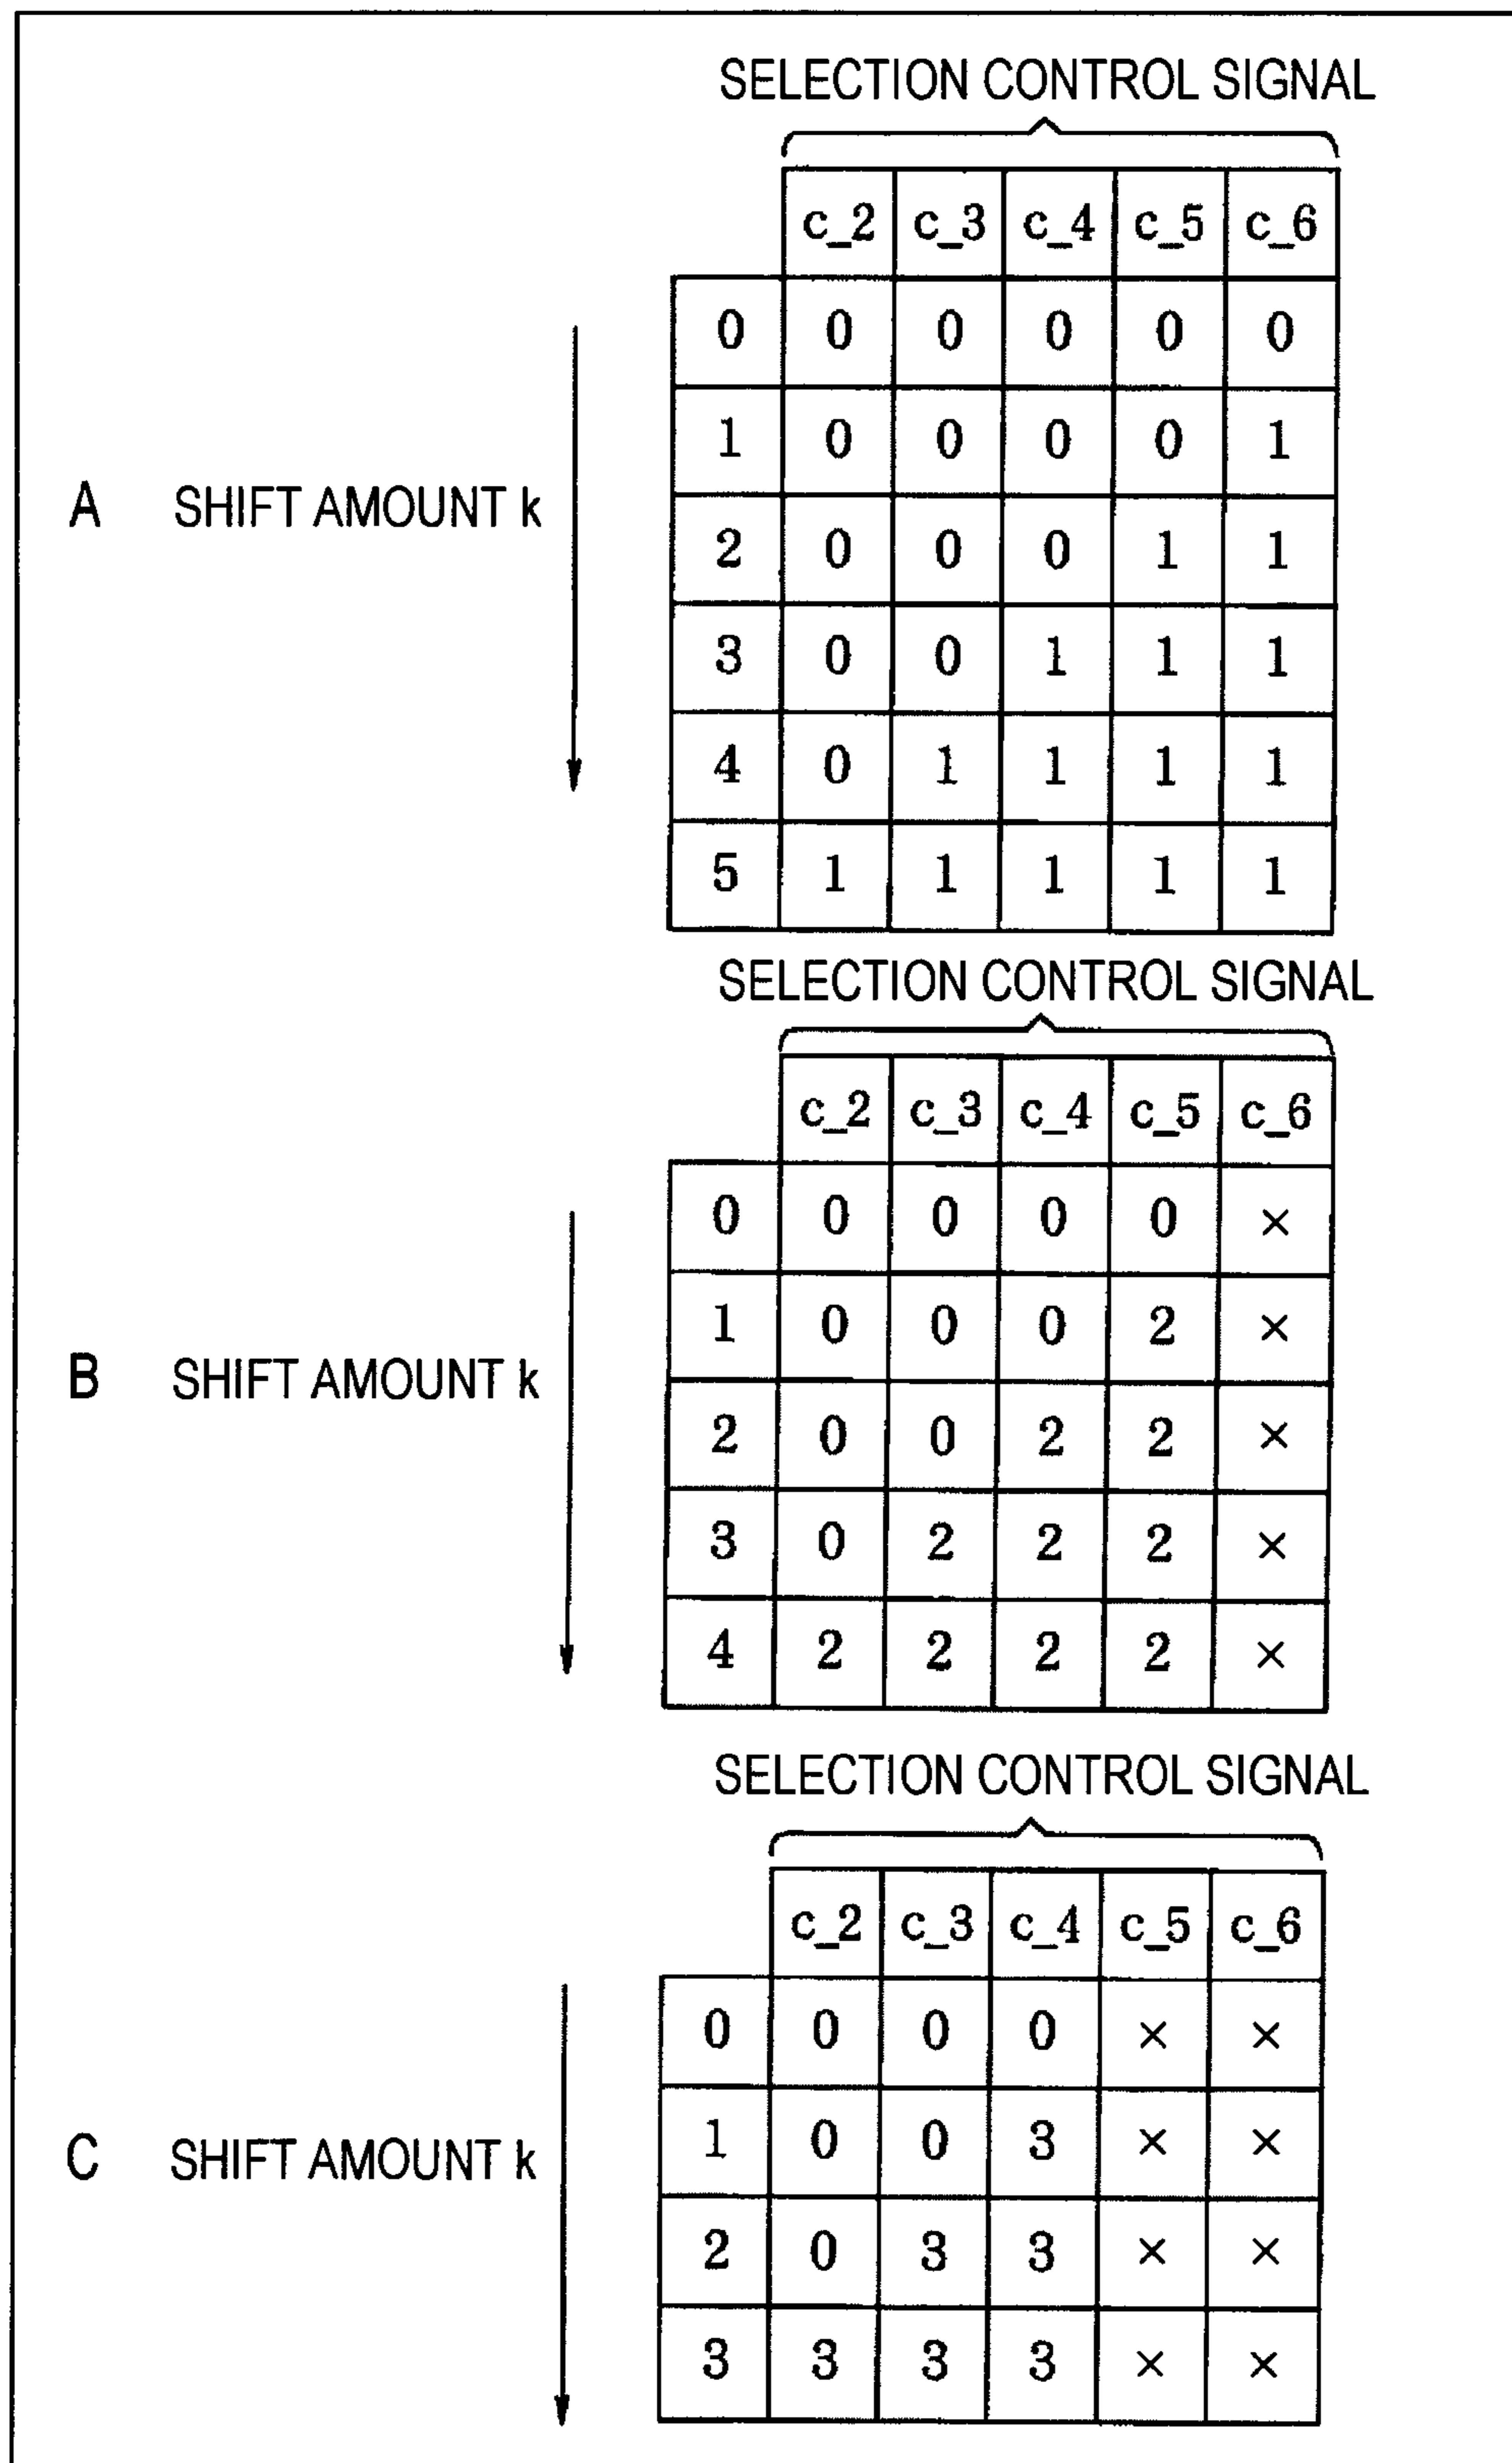 SELECTION CONTROL SIGNAL
c_2 c_3 c_4 c_5 c_6
0 0 0 0 0 0
1 0 0 0 0 1
A SHIFT AMOUNT k
2 0 0 0 1 1
3 0 0 1 1 1
4 0 1 1 1 1
5 1 1 1 1 1
SELECTION CONTROL SIGNAL
c_2 c_3 c_4 c_5 c_6
0 0 0 0 0 ×
1 0 0 0 2 ×
B SHIFT AMOUNT k
2 0 0 2 2 ×
3 0 2 2 2 ×
4 2 2 2 2 ×
SELECTION CONTROL SIGNAL
c_2 c_3 c_4 c_5 c_6
0 0 0 0 × ×
1 0 0 3 × ×
C SHIFT AMOUNT k
2 0 3 3 × ×
3 3 3 3 × ×